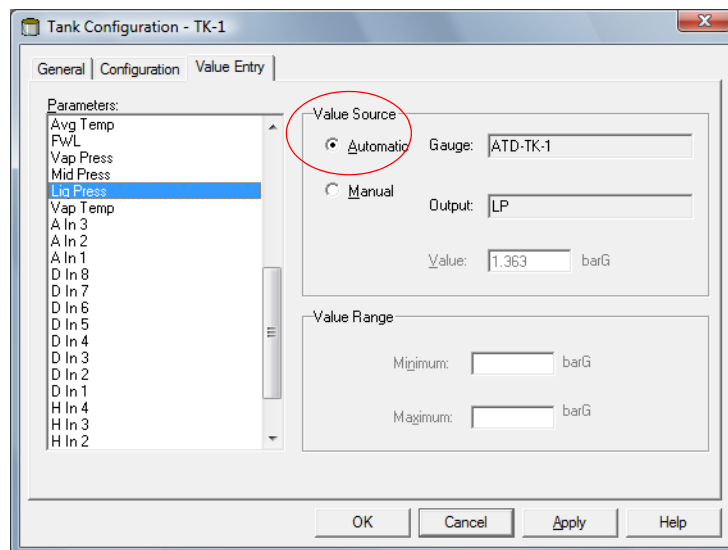 Tank Configuration - TK-1
General
Configuration
Value Entry
Parameters:
Avg Temp
FWL
Vap Press
Mid Press
Liq Press
Vap Temp
A In 3
A In 2
A In 1
D In 8
D In 7
D In 6
D In 5
D In 4
D In 3
D In 2
D In 1
H In 4
H In 3
H In 2
Value Source
Automatic
Gauge:
ATD-TK-1
Manual
Output:
LP
Value:
1.363
barG
Value Range
Minimum:
barG
Maximum:
barG
OK
Cancel
Apply
Help